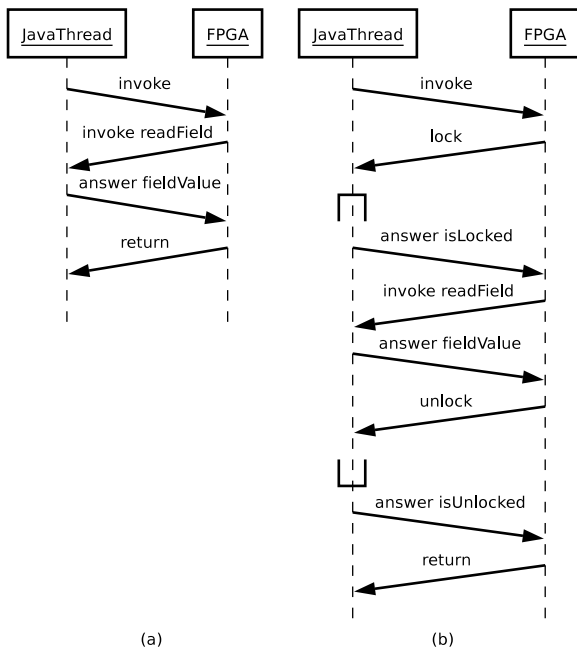 JavaThread
FPGA
invoke
invoke readField
answer fieldValue
return
(a)
JavaThread
FPGA
invoke
lock
answer isLocked
invoke readField
answer fieldValue
unlock
answer isUnlocked
return
(b)